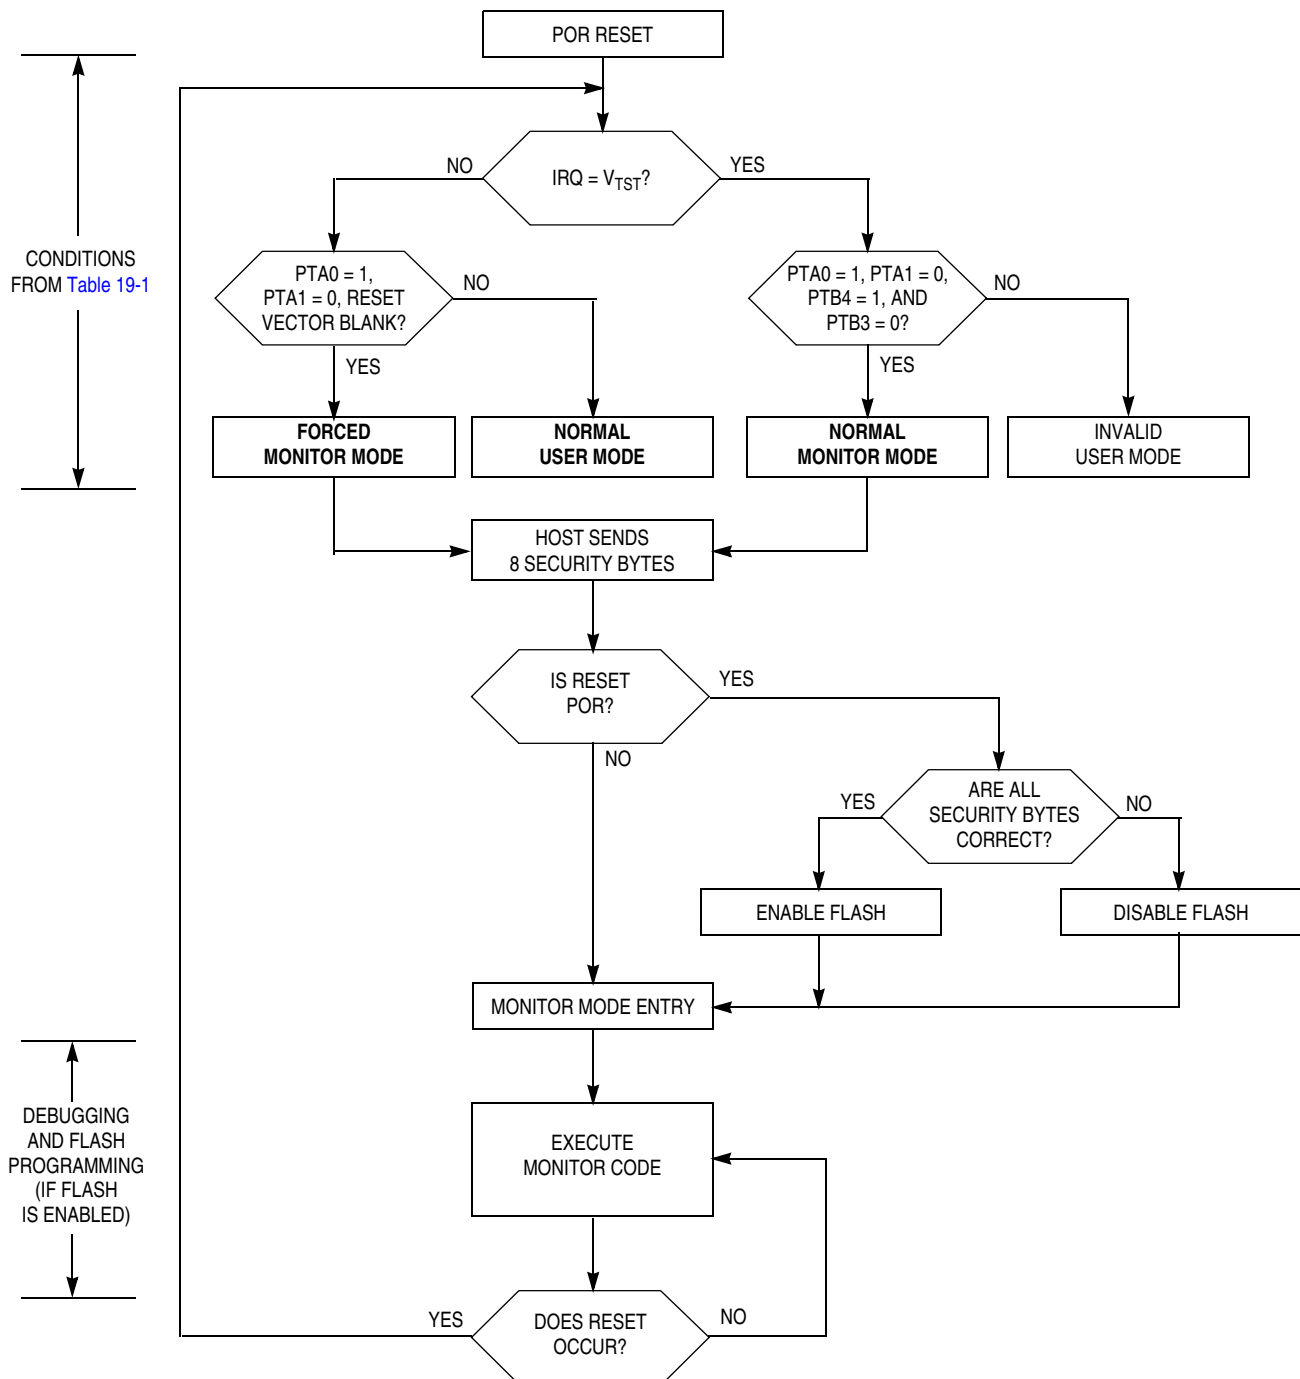 POR RESET
IRQ = VTST?
NO
YES
CONDITIONS
FROM Table 19-1
PTA0 = 1,
PTA1 = 0, RESET
VECTOR BLANK?
NO
YES
PTA0 = 1, PTA1 = 0,
PTB4 = 1, AND
PTB3 = 0?
NO
YES
FORCED
MONITOR MODE
NORMAL
USER MODE
NORMAL
MONITOR MODE
INVALID
USER MODE
HOST SENDS
8 SECURITY BYTES
IS RESET
POR?
YES
NO
ARE ALL
SECURITY BYTES
CORRECT?
YES
NO
ENABLE FLASH
DISABLE FLASH
MONITOR MODE ENTRY
DEBUGGING
AND FLASH
PROGRAMMING
(IF FLASH
IS ENABLED)
EXECUTE
MONITOR CODE
YES
DOES RESET
OCCUR?
NO